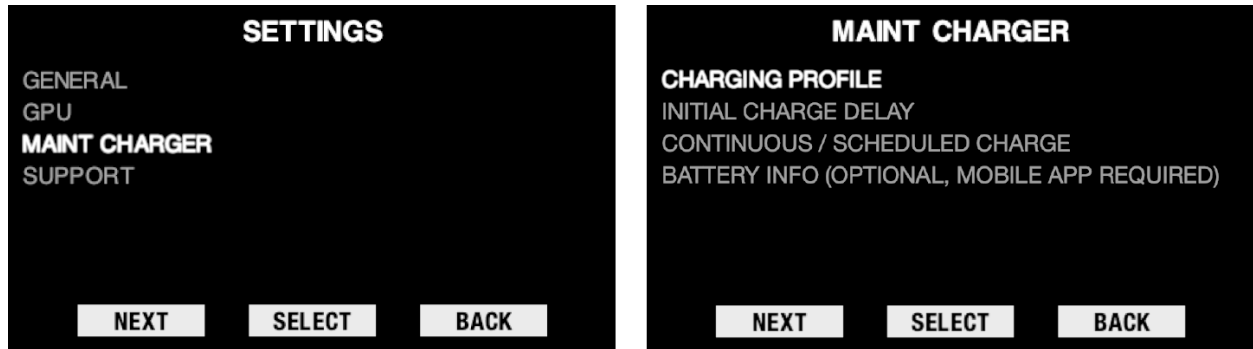 SETTINGS
GENERAL
GPU
MAINT CHARGER
SUPPORT
NEXT SELECT BACK
MAINT CHARGER
CHARGING PROFILE
INITIAL CHARGE DELAY
CONTINUOUS / SCHEDULED CHARGE
BATTERY INFO (OPTIONAL, MOBILE APP REQUIRED)
NEXT SELECT BACK